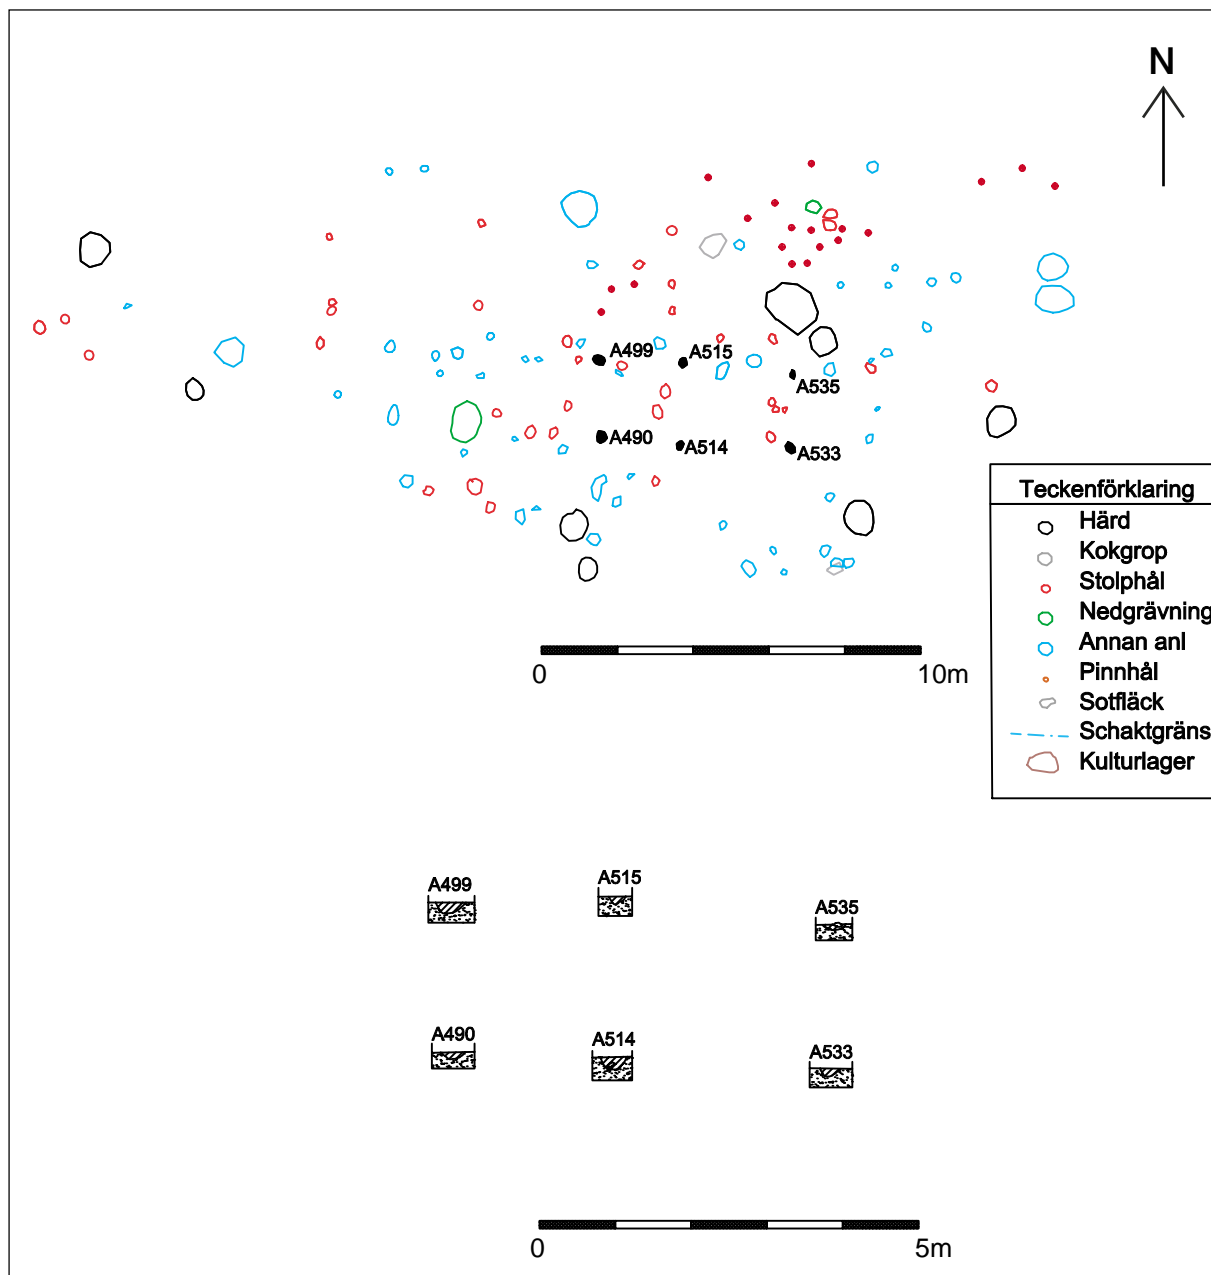 N
A499
A515
A535
A490
A514
A533
Teckenförklaring
Härd
Kokgrop
Stolphål
Nedgrävning
Annan anl
Pinnhål
Sotfläck
Schaktgräns
Kulturlager
0 10m
A499
A515
A535
A490
A514
A533
0 5m